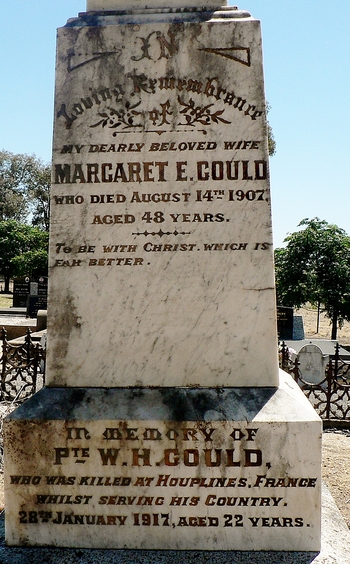 IN
Loving Remembrance
of
MY DEARLY BELOVED WIFE
MARGARET E. GOULD
WHO DIED AUGUST 14TH 1907.
AGED 48 YEARS.
TO BE WITH CHRIST. WHICH IS
FAR BETTER.
IN MEMORY OF
PTE W.H. GOULD,
WHO WAS KILLED AT HOUPLINES, FRANCE
WHILST SERVING HIS COUNTRY.
28TH JANUARY 1917, AGED 22 YEARS.